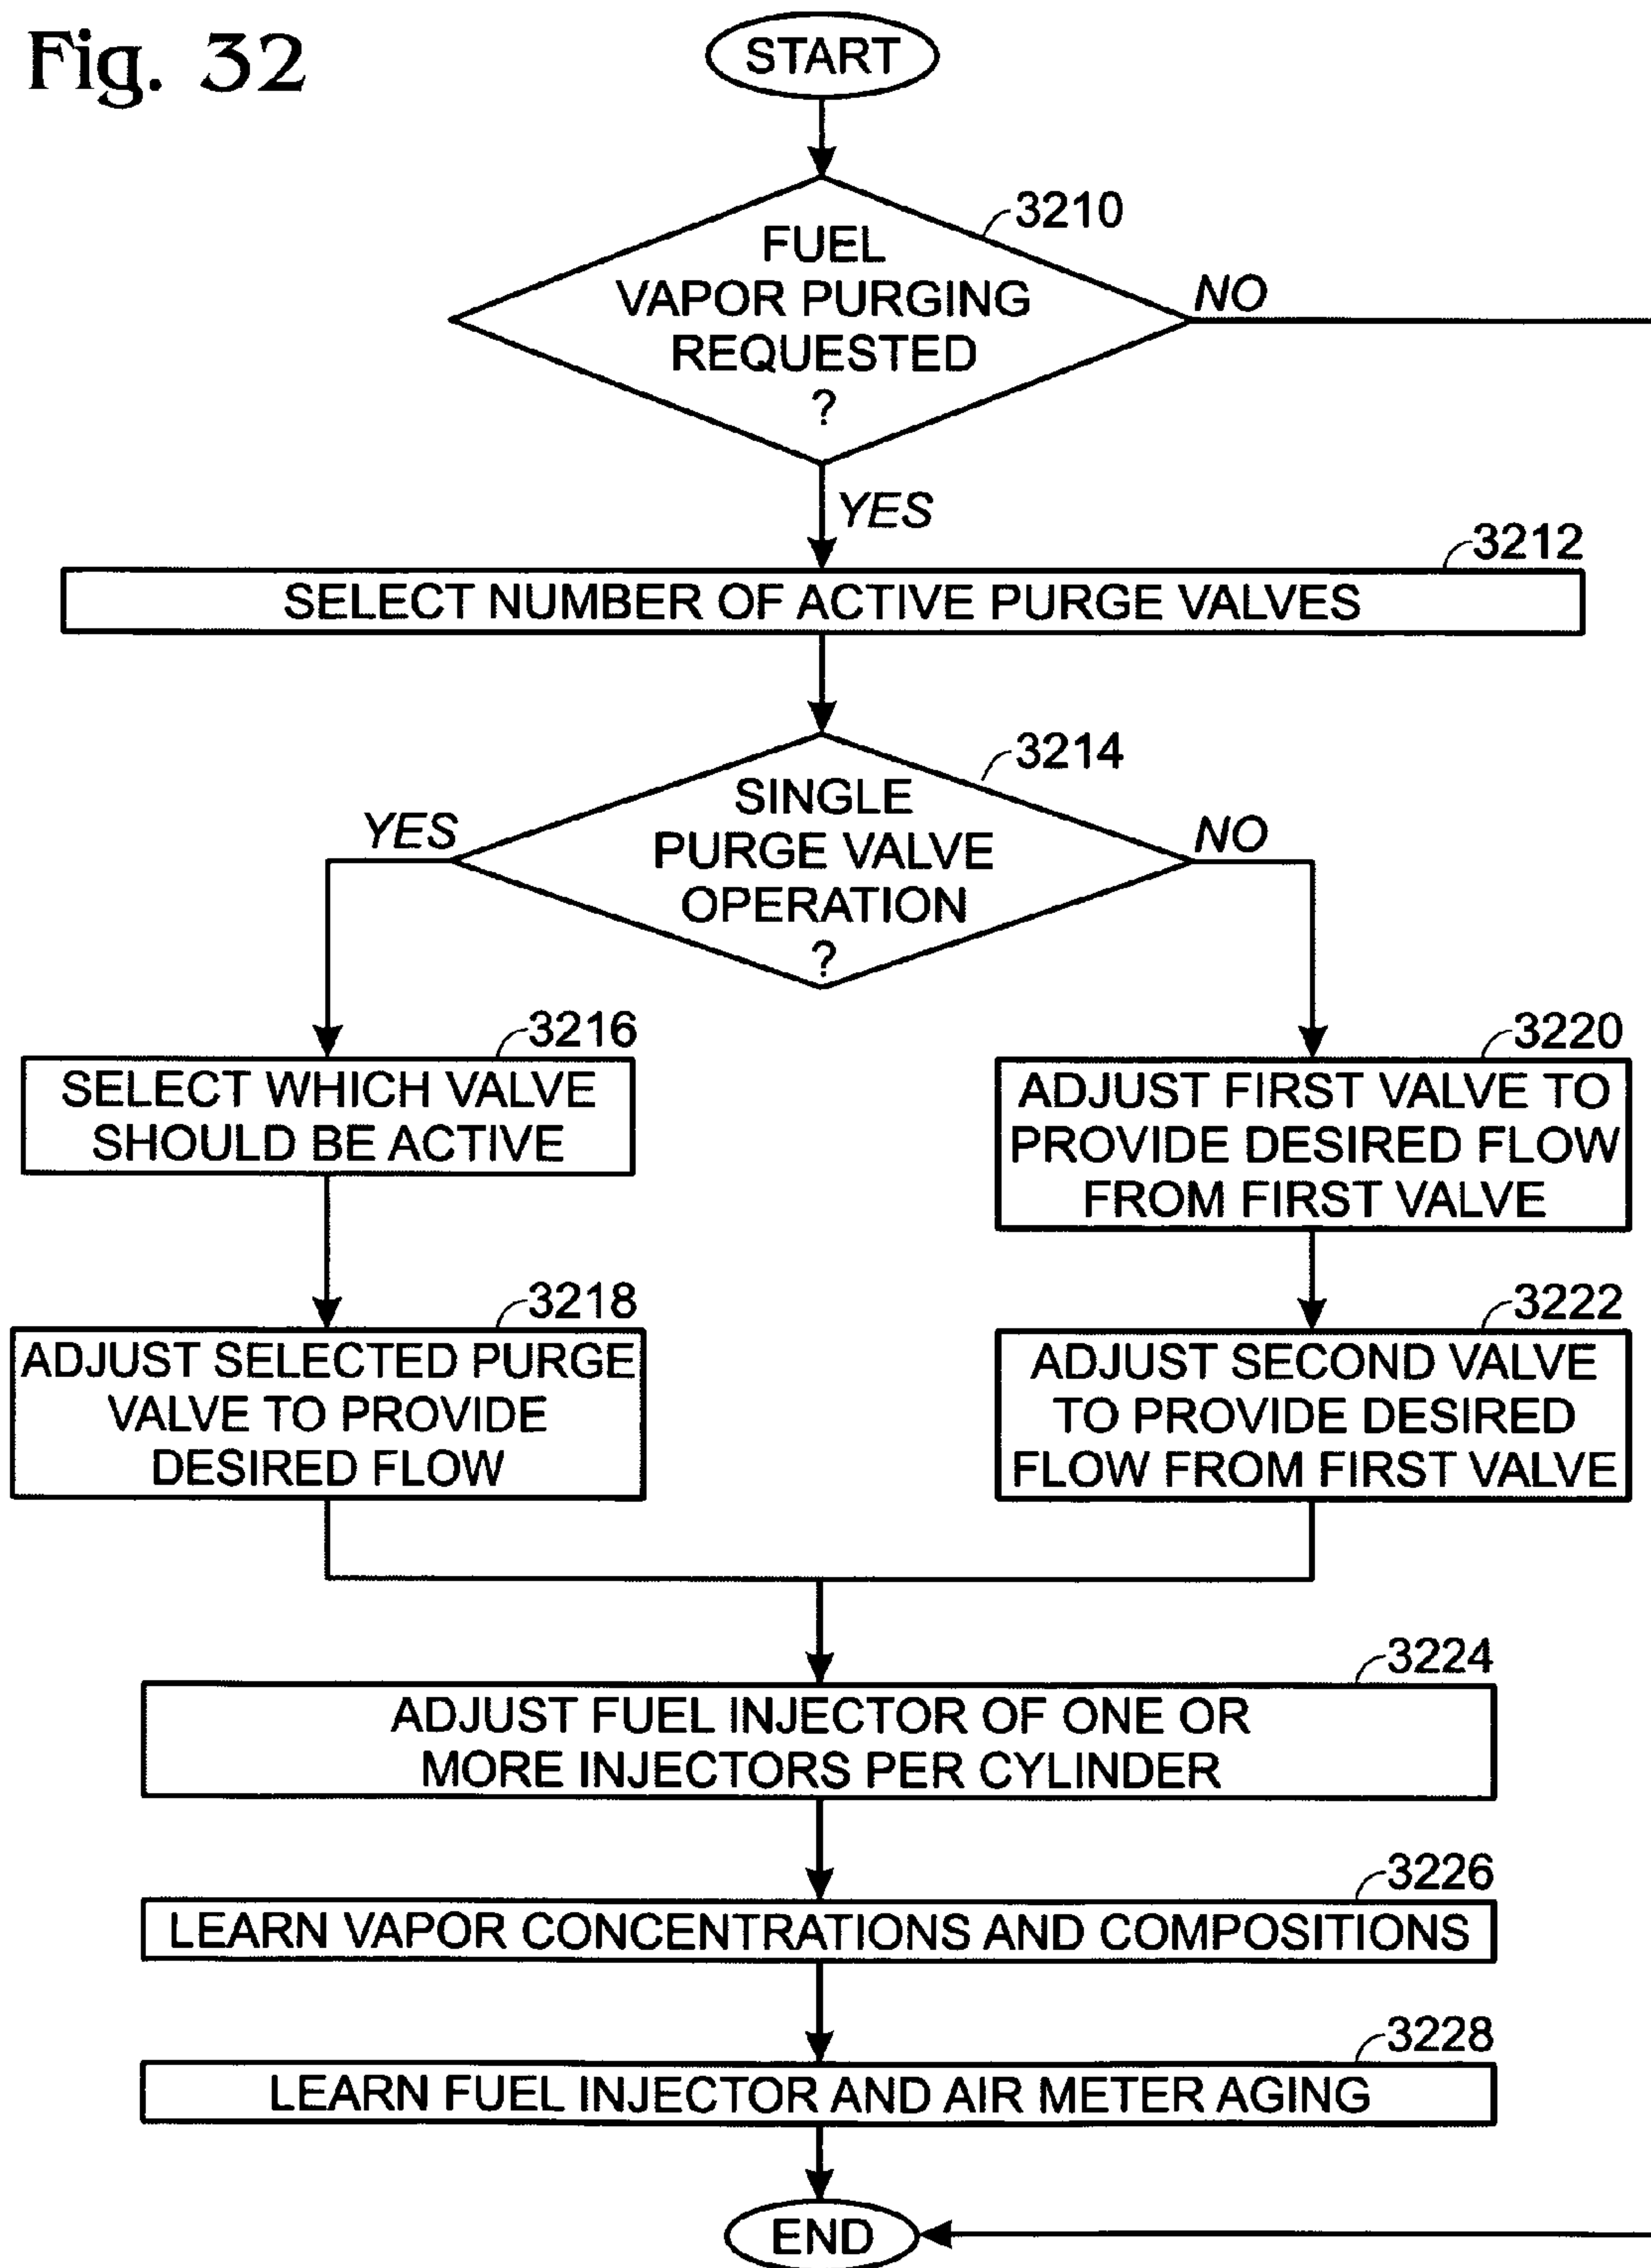 Fig. 32
START
3210
FUEL
VAPOR PURGING
REQUESTED
?
NO
YES
3212
SELECT NUMBER OF ACTIVE PURGE VALVES
3214
SINGLE
PURGE VALVE
OPERATION
?
YES
NO
3216
SELECT WHICH VALVE
SHOULD BE ACTIVE
3220
ADJUST FIRST VALVE TO
PROVIDE DESIRED FLOW
FROM FIRST VALVE
3218
ADJUST SELECTED PURGE
VALVE TO PROVIDE
DESIRED FLOW
3222
ADJUST SECOND VALVE
TO PROVIDE DESIRED
FLOW FROM FIRST VALVE
3224
ADJUST FUEL INJECTOR OF ONE OR
MORE INJECTORS PER CYLINDER
3226
LEARN VAPOR CONCENTRATIONS AND COMPOSITIONS
3228
LEARN FUEL INJECTOR AND AIR METER AGING
END